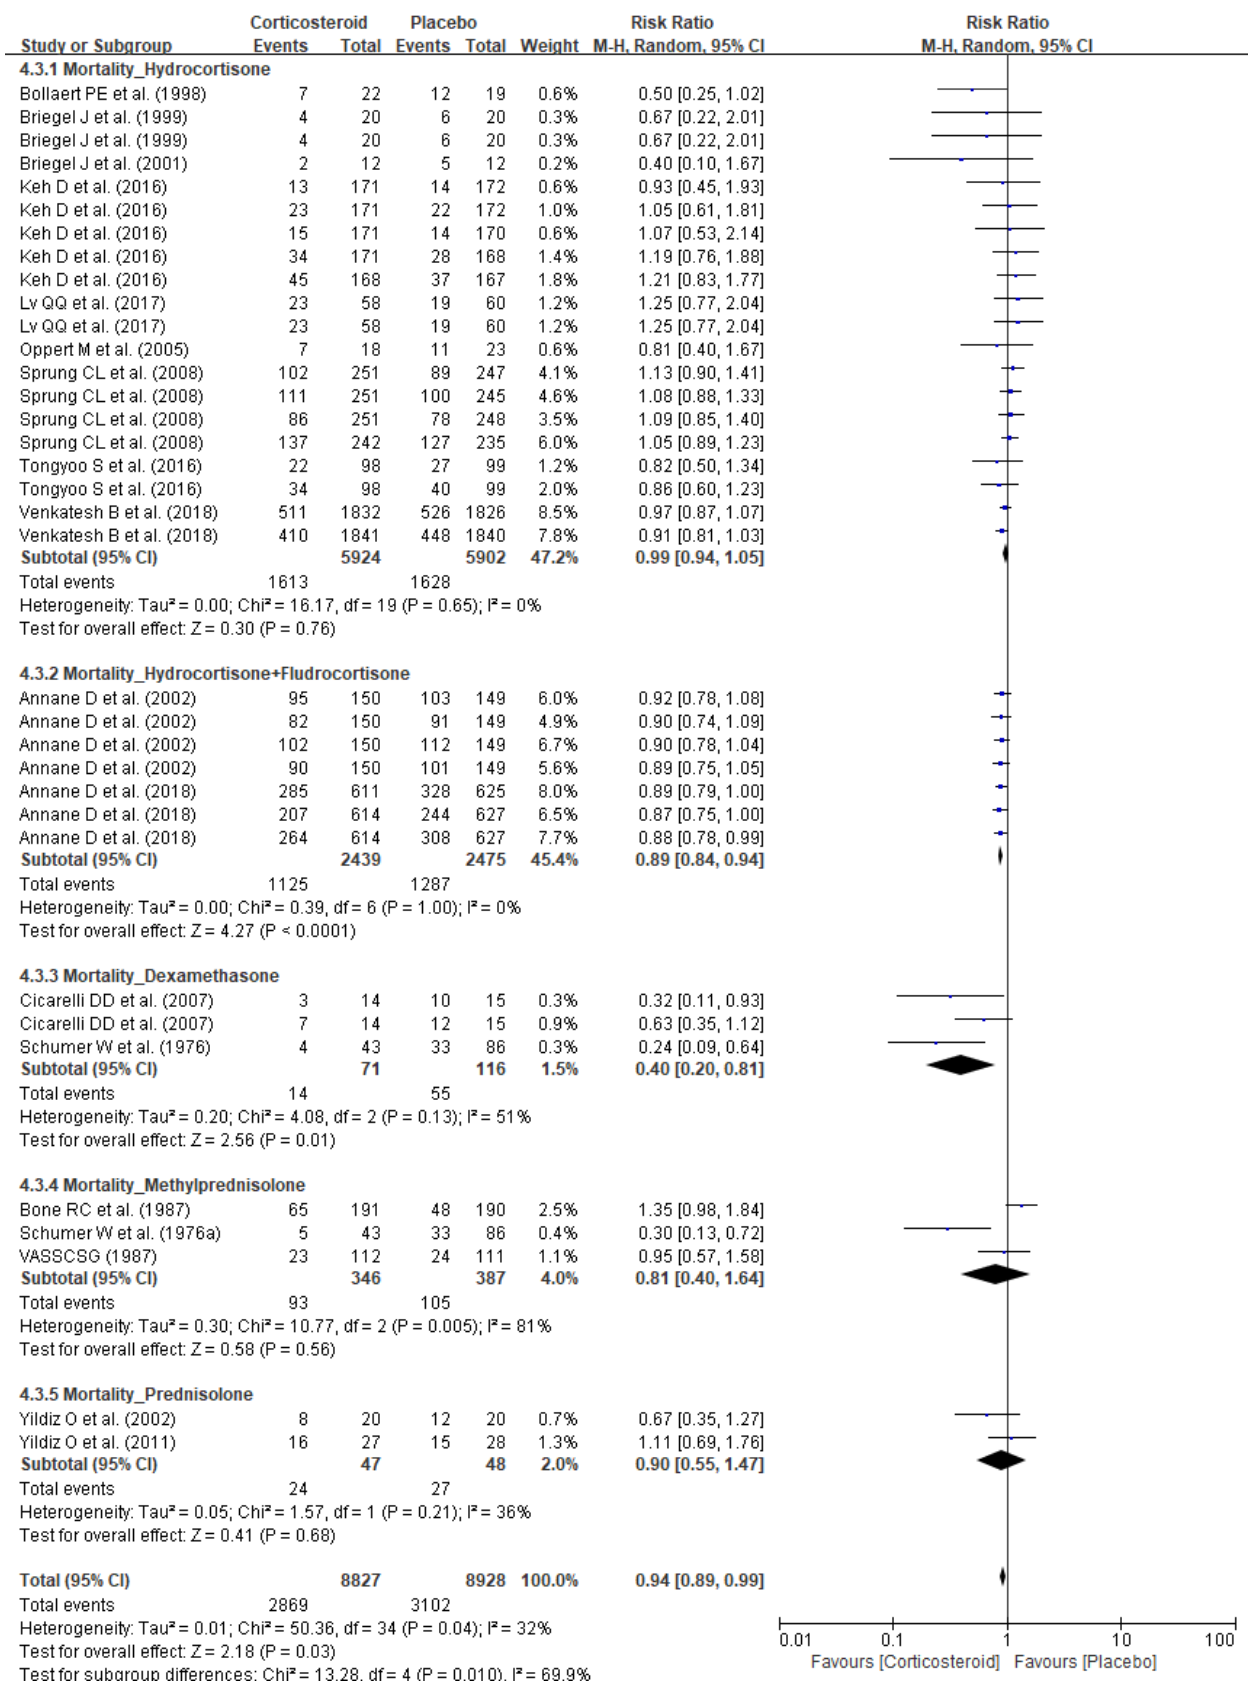 Corticosteroid Placebo Risk Ratio Risk Ratio
Study or Subgroup Events Total Events Total Weight M-H, Random, 95% CI M-H, Random, 95% CI
4.3.1 Mortality_Hydrocortisone
Bollaert PE et al. (1998) 7 22 12 19 0.6% 0.50 [0.25, 1.02]
Briegel J et al. (1999) 4 20 6 20 0.3% 0.67 [0.22, 2.01]
Briegel J et al. (1999) 4 20 6 20 0.3% 0.67 [0.22, 2.01]
Briegel J et al. (2001) 2 12 5 12 0.2% 0.40 [0.10, 1.67]
Keh D et al. (2016) 13 171 14 172 0.6% 0.93 [0.45, 1.93]
Keh D et al. (2016) 23 171 22 172 1.0% 1.05 [0.61, 1.81]
Keh D et al. (2016) 15 171 14 170 0.6% 1.07 [0.53, 2.14]
Keh D et al. (2016) 34 171 28 168 1.4% 1.19 [0.76, 1.88]
Keh D et al. (2016) 45 168 37 167 1.8% 1.21 [0.83, 1.77]
Lv QQ et al. (2017) 23 58 19 60 1.2% 1.25 [0.77, 2.04]
Lv QQ et al. (2017) 23 58 19 60 1.2% 1.25 [0.77, 2.04]
Oppert M et al. (2005) 7 18 11 23 0.6% 0.81 [0.40, 1.67]
Sprung CL et al. (2008) 102 251 89 247 4.1% 1.13 [0.90, 1.41]
Sprung CL et al. (2008) 111 251 100 245 4.6% 1.08 [0.88, 1.33]
Sprung CL et al. (2008) 86 251 78 248 3.5% 1.09 [0.85, 1.40]
Sprung CL et al. (2008) 137 242 127 235 6.0% 1.05 [0.89, 1.23]
Tongyoo S et al. (2016) 22 98 27 99 1.2% 0.82 [0.50, 1.34]
Tongyoo S et al. (2016) 34 98 40 99 2.0% 0.86 [0.60, 1.23]
Venkatesh B et al. (2018) 511 1832 526 1826 8.5% 0.97 [0.87, 1.07]
Venkatesh B et al. (2018) 410 1841 448 1840 7.8% 0.91 [0.81, 1.03]
Subtotal (95% CI) 5924 5902 47.2% 0.99 [0.94, 1.05]
Total events 1613 1628
Heterogeneity: Tau² = 0.00; Chi² = 16.17, df = 19 (P = 0.65); I² = 0%
Test for overall effect: Z = 0.30 (P = 0.76)
4.3.2 Mortality_Hydrocortisone+Fludrocortisone
Annane D et al. (2002) 95 150 103 149 6.0% 0.92 [0.78, 1.08]
Annane D et al. (2002) 82 150 91 149 4.9% 0.90 [0.74, 1.09]
Annane D et al. (2002) 102 150 112 149 6.7% 0.90 [0.78, 1.04]
Annane D et al. (2002) 90 150 101 149 5.6% 0.89 [0.75, 1.05]
Annane D et al. (2018) 285 611 328 625 8.0% 0.89 [0.79, 1.00]
Annane D et al. (2018) 207 614 244 627 6.5% 0.87 [0.75, 1.00]
Annane D et al. (2018) 264 614 308 627 7.7% 0.88 [0.78, 0.99]
Subtotal (95% CI) 2439 2475 45.4% 0.89 [0.84, 0.94]
Total events 1125 1287
Heterogeneity: Tau² = 0.00; Chi² = 0.39, df = 6 (P = 1.00); I² = 0%
Test for overall effect: Z = 4.27 (P < 0.0001)
4.3.3 Mortality_Dexamethasone
Cicarelli DD et al. (2007) 3 14 10 15 0.3% 0.32 [0.11, 0.93]
Cicarelli DD et al. (2007) 7 14 12 15 0.9% 0.63 [0.35, 1.12]
Schumer W et al. (1976) 4 43 33 86 0.3% 0.24 [0.09, 0.64]
Subtotal (95% CI) 71 116 1.5% 0.40 [0.20, 0.81]
Total events 14 55
Heterogeneity: Tau² = 0.20; Chi² = 4.08, df = 2 (P = 0.13); I² = 51%
Test for overall effect: Z = 2.56 (P = 0.01)
4.3.4 Mortality_Methylprednisolone
Bone RC et al. (1987) 65 191 48 190 2.5% 1.35 [0.98, 1.84]
Schumer W et al. (1976a) 5 43 33 86 0.4% 0.30 [0.13, 0.72]
VASSCSG (1987) 23 112 24 111 1.1% 0.95 [0.57, 1.58]
Subtotal (95% CI) 346 387 4.0% 0.81 [0.40, 1.64]
Total events 93 105
Heterogeneity: Tau² = 0.30; Chi² = 10.77, df = 2 (P = 0.005); I² = 81%
Test for overall effect: Z = 0.58 (P = 0.56)
4.3.5 Mortality_Prednisolone
Yildiz O et al. (2002) 8 20 12 20 0.7% 0.67 [0.35, 1.27]
Yildiz O et al. (2011) 16 27 15 28 1.3% 1.11 [0.69, 1.76]
Subtotal (95% CI) 47 48 2.0% 0.90 [0.55, 1.47]
Total events 24 27
Heterogeneity: Tau² = 0.05; Chi² = 1.57, df = 1 (P = 0.21); I² = 36%
Test for overall effect: Z = 0.41 (P = 0.68)
Total (95% CI) 8827 8928 100.0% 0.94 [0.89, 0.99]
Total events 2869 3102
Heterogeneity: Tau² = 0.01; Chi² = 50.36, df = 34 (P = 0.04); I² = 32%
Test for overall effect: Z = 2.18 (P = 0.03)
Test for subgroup differences: Chi² = 13.28, df = 4 (P = 0.010), I² = 69.9%
0.01 0.1 1 10 100
Favours [Corticosteroid] Favours [Placebo]